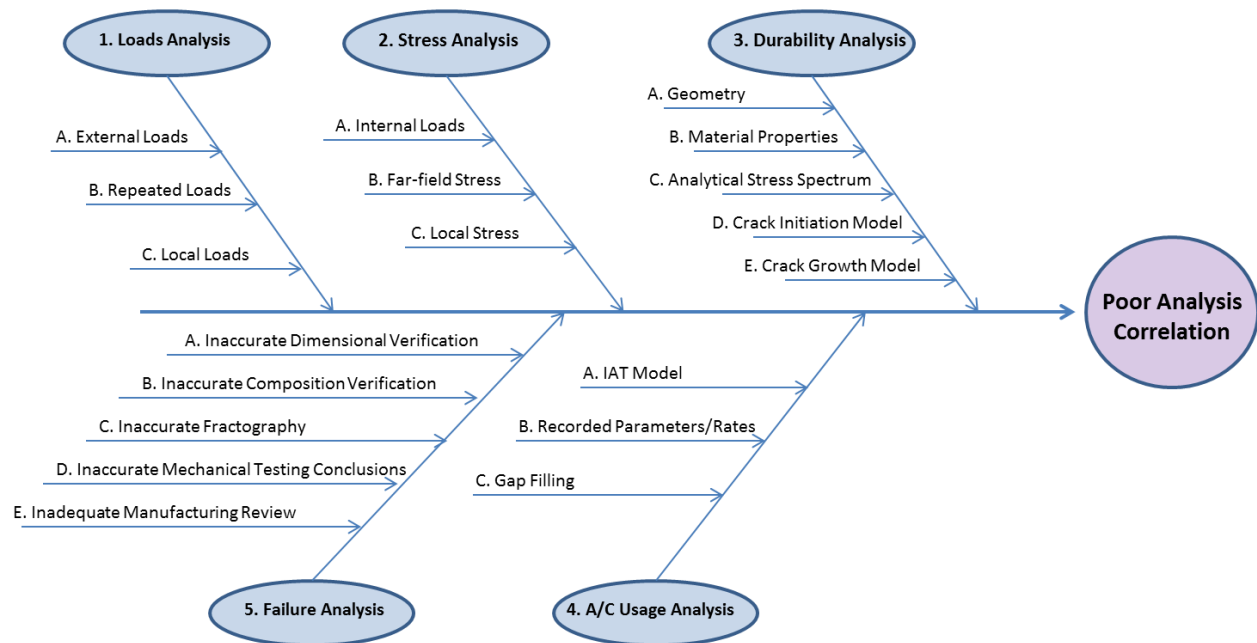 1. Loads Analysis
A. External Loads
B. Repeated Loads
C. Local Loads
2. Stress Analysis
A. Internal Loads
B. Far-field Stress
C. Local Stress
3. Durability Analysis
A. Geometry
B. Material Properties
C. Analytical Stress Spectrum
D. Crack Initiation Model
E. Crack Growth Model
Poor Analysis
Correlation
A. Inaccurate Dimensional Verification
B. Inaccurate Composition Verification
C. Inaccurate Fractography
D. Inaccurate Mechanical Testing Conclusions
E. Inadequate Manufacturing Review
5. Failure Analysis
A. IAT Model
B. Recorded Parameters/Rates
C. Gap Filling
4. A/C Usage Analysis